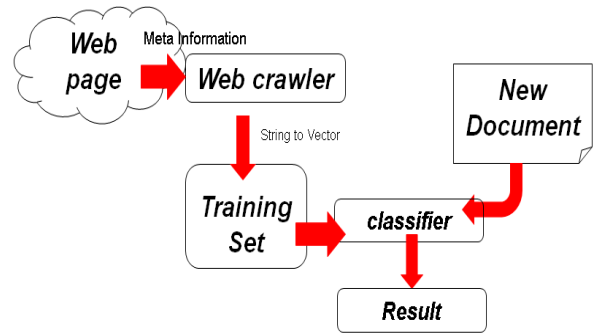 Web
page
Meta Information
Web crawler
String to Vector
New
Document
Training
Set
classifier
Result